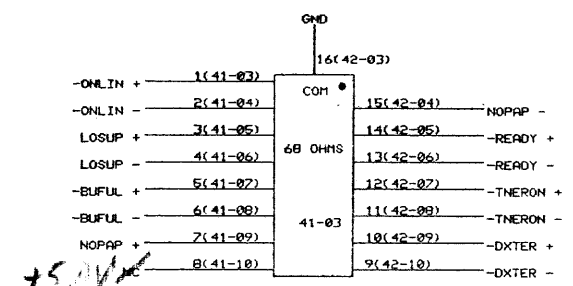 GND
16(42-03)
-ONLIN + 1(41-03)
COM
-ONLIN - 2(41-04)
15(42-04) NOPAP -
LOSUP + 3(41-05)
14(42-05) -READY +
68 OHMS
LOSUP - 4(41-06)
13(42-06) -READY -
-BUFUL + 5(41-07)
12(42-07) -TNERON +
-BUFUL - 6(41-08)
11(42-08) -TNERON -
41-03
NOPAP + 7(41-09)
10(42-09) -DXTER +
8(41-10)
9(42-10) -DXTER -